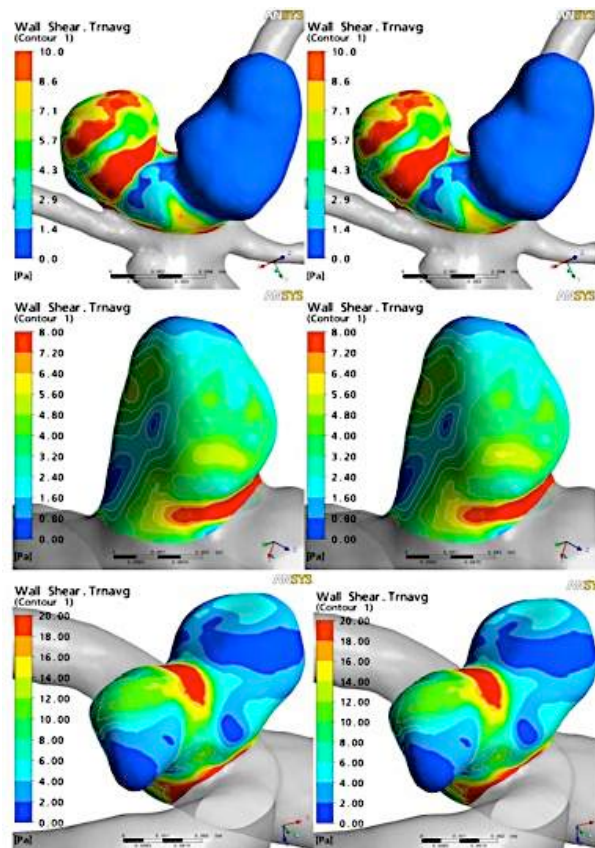 ANSYS
Wall Shear . Trnavg
(Contour 1)
10.0
8.6
7.1
5.7
4.3
2.9
1.4
0.0
[Pa]
ANSYS
Wall Shear . Trnavg
(Contour 1)
10.0
8.6
7.1
5.7
4.3
2.9
1.4
0.0
[Pa]
ANSYS
Wall Shear . Trnavg
(Contour 1)
8.00
7.20
6.40
5.60
4.80
4.00
3.20
2.40
1.60
0.00
[Pa]
ANSYS
Wall Shear . Trnavg
(Contour 1)
8.00
7.20
6.40
5.60
4.80
4.00
3.20
2.40
1.60
0.00
[Pa]
ANSYS
Wall Shear . Trnavg
(Contour 1)
20.00
18.00
16.00
14.00
12.00
10.00
8.00
6.00
4.00
2.00
0.00
[Pa]
ANSYS
Wall Shear . Trnavg
(Contour 1)
20.00
18.00
16.00
14.00
12.00
10.00
8.00
6.00
4.00
2.00
0.00
[Pa]